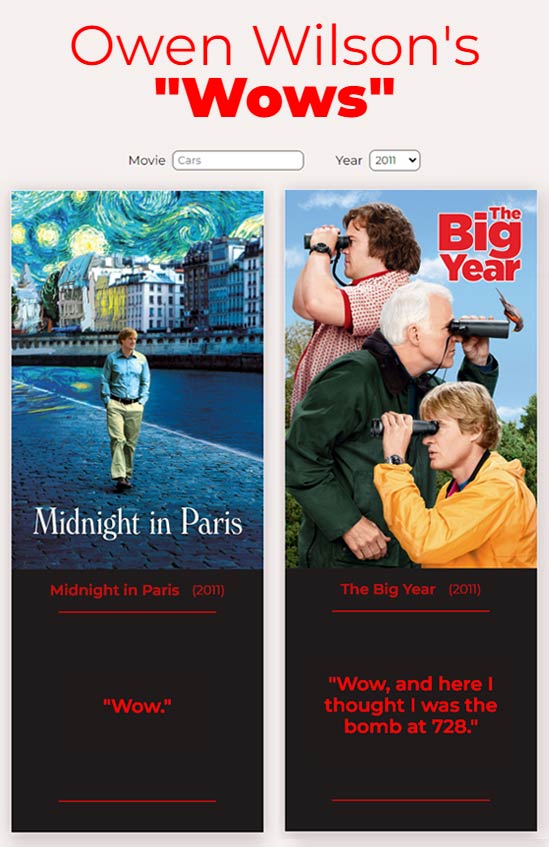 Owen Wilson's
"Wows"
Movie Cars Year 2011
Midnight in Paris
The
Big
Year
Midnight in Paris (2011)
The Big Year (2011)
"Wow."
"Wow, and here I
thought I was the
bomb at 728."